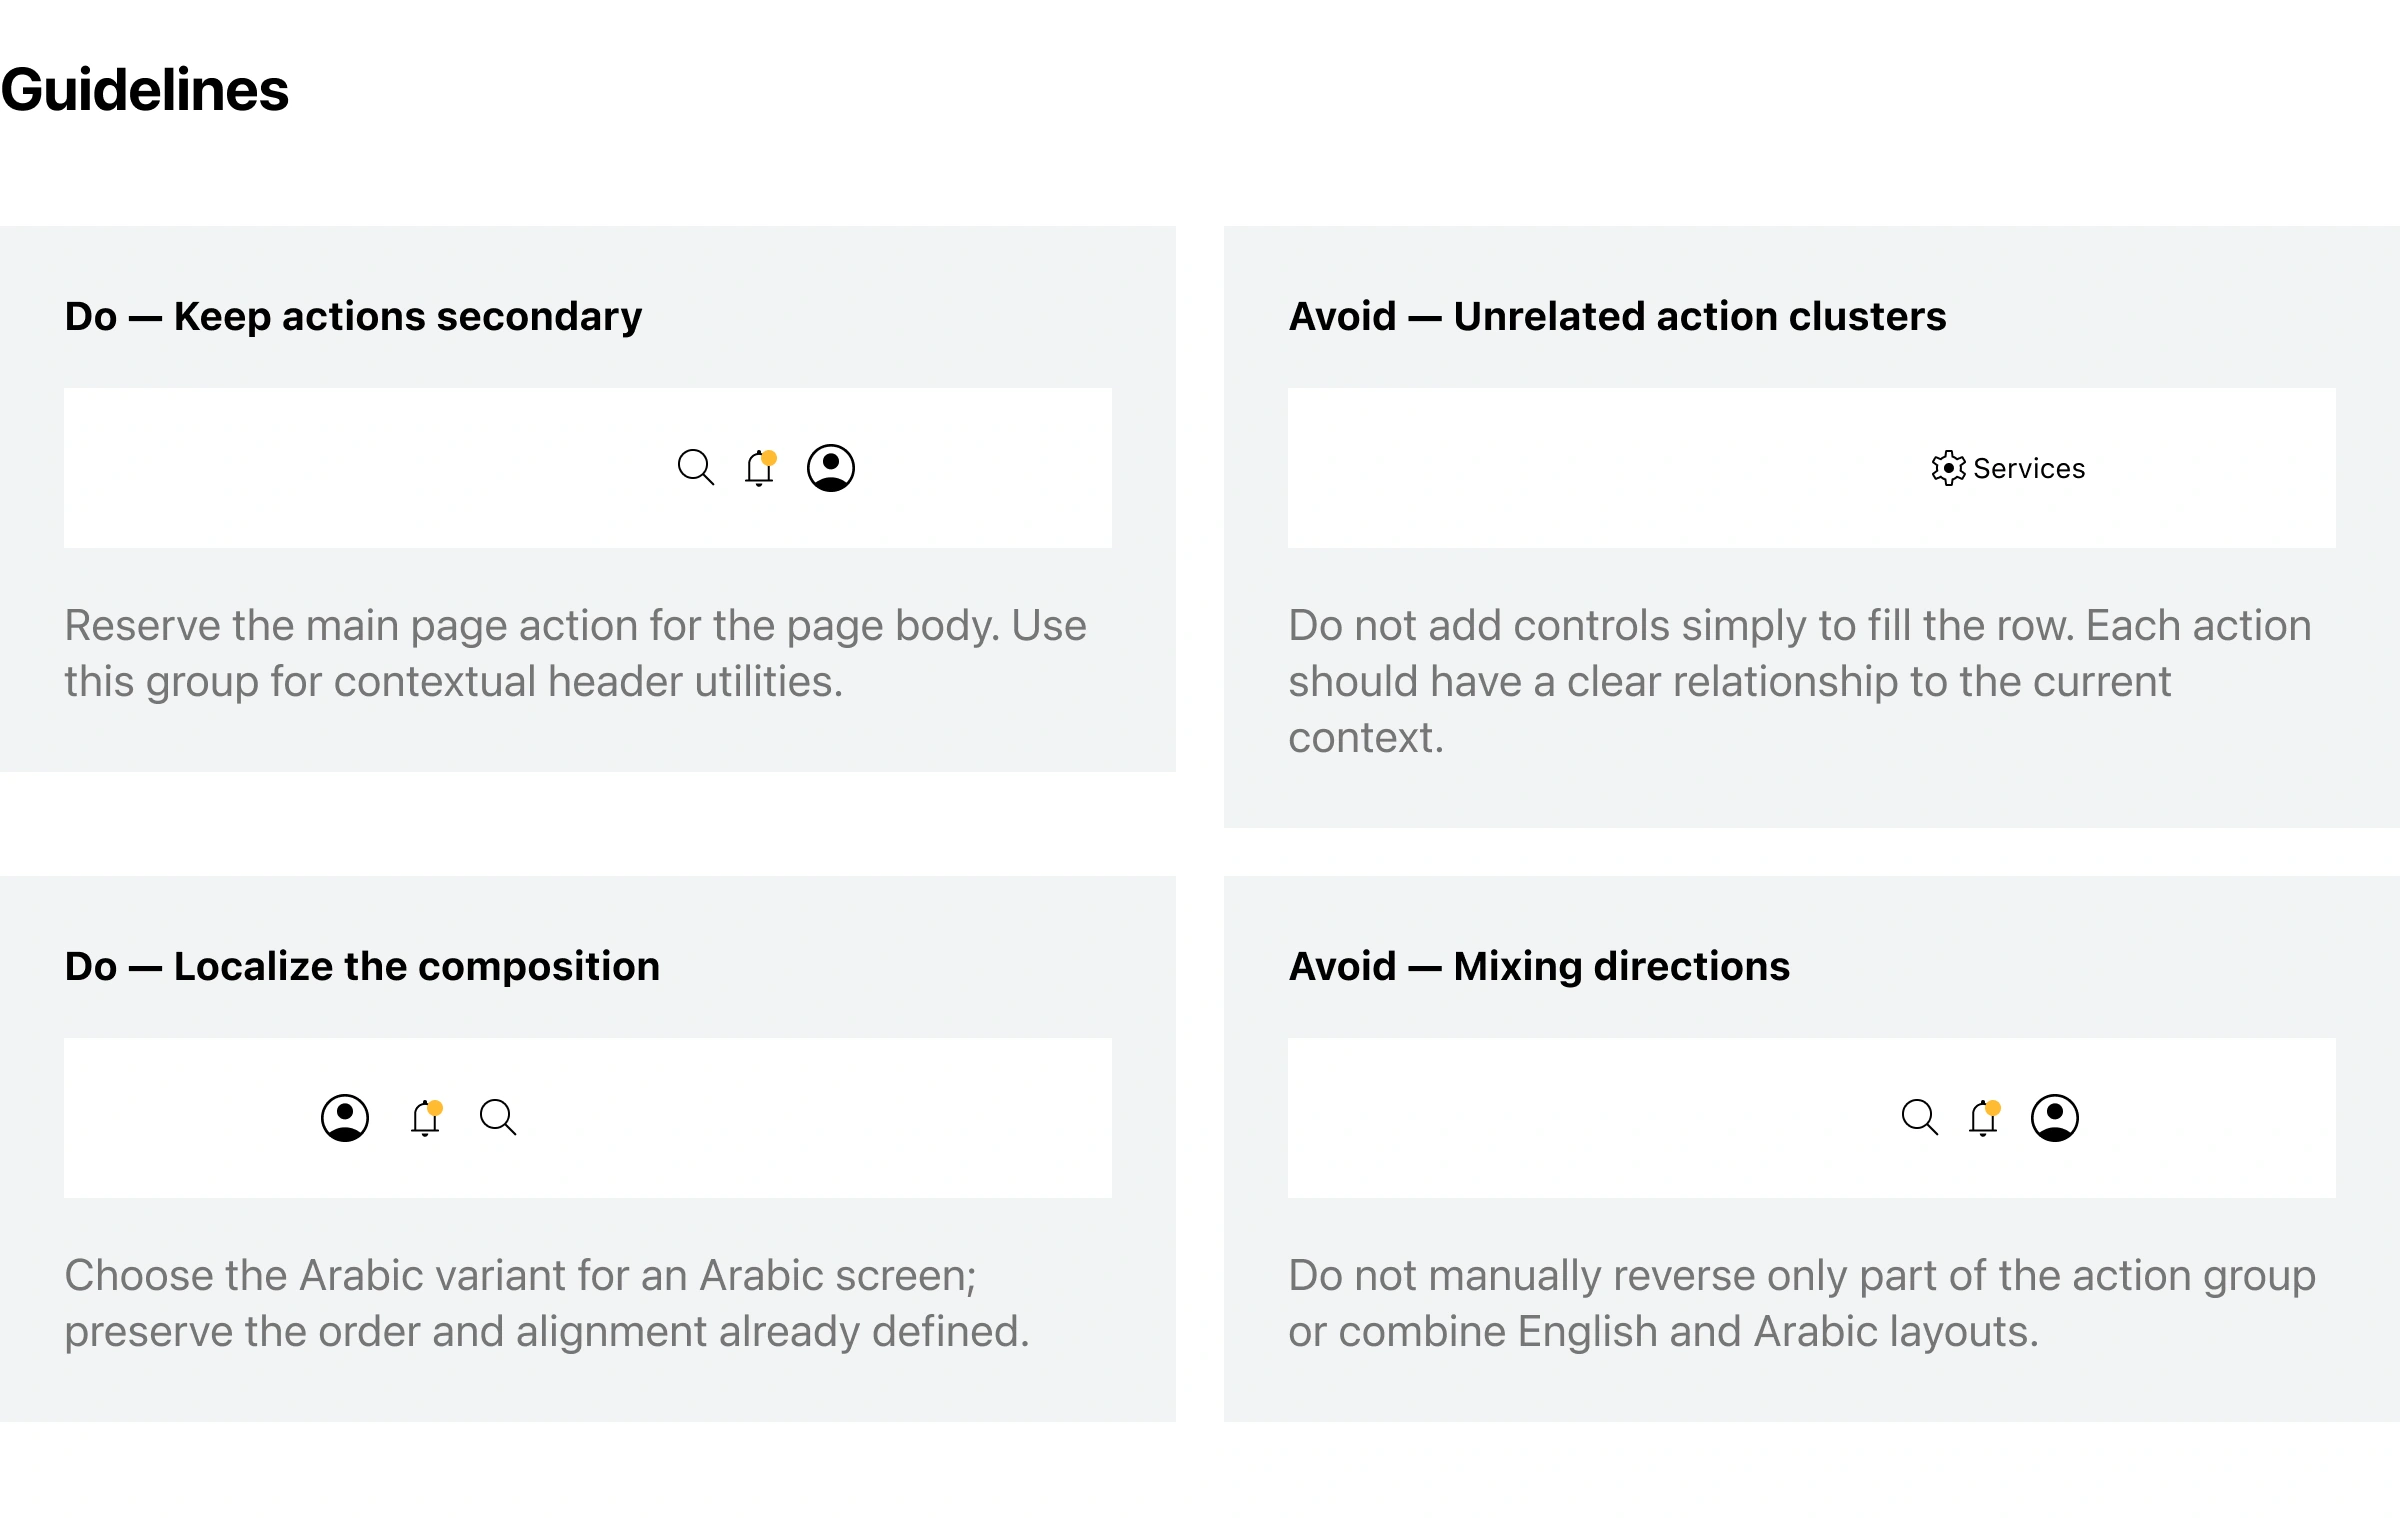 Guidelines
Do — Keep actions secondary
Reserve the main page action for the page body. Use
this group for contextual header utilities.
Avoid — Unrelated action clusters
Services
Do not add controls simply to fill the row. Each action
should have a clear relationship to the current
context.
Do — Localize the composition
Choose the Arabic variant for an Arabic screen;
preserve the order and alignment already defined.
Avoid — Mixing directions
Do not manually reverse only part of the action group
or combine English and Arabic layouts.